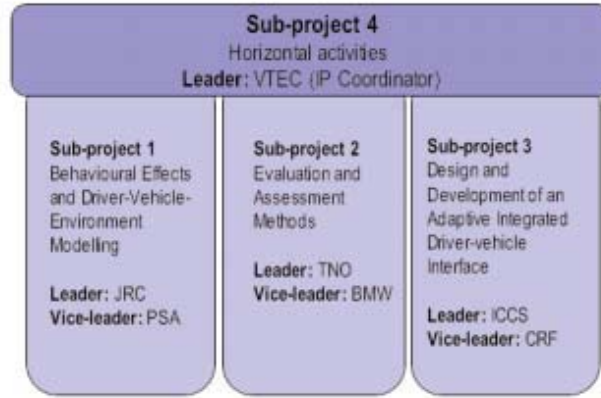 Sub-project 4
Horizontal activities
Leader: VTEC (IP Coordinator)
Sub-project 1
Behavioural Effects
and Driver-Vehicle-
Environment
Modelling
Leader: JRC
Vice-leader: PSA
Sub-project 2
Evaluation and
Assessment
Methods
Leader: TNO
Vice-leader: BMW
Sub-project 3
Design and
Development of an
Adaptive Integrated
Driver-vehicle
Interface
Leader: ICCS
Vice-leader: CRF